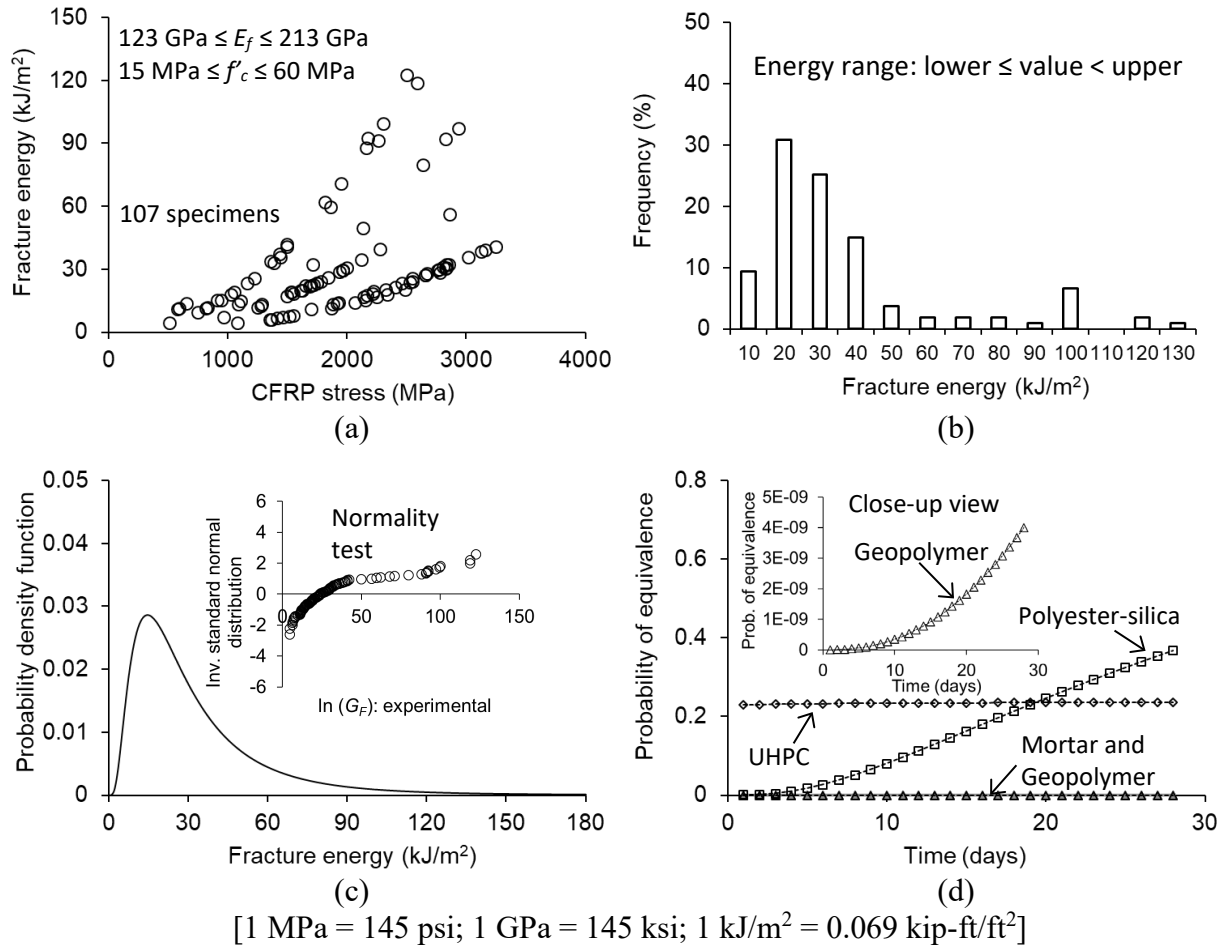 150
120
90
60
30
0
Fracture energy (kJ/m²)
123 GPa ≤ E_f ≤ 213 GPa
15 MPa ≤ f'_c ≤ 60 MPa
107 specimens
0 1000 2000 3000 4000
CFRP stress (MPa)
(a)
50
40
30
20
10
0
Frequency (%)
Energy range: lower ≤ value < upper
10 20 30 40 50 60 70 80 90 100 110 120 130
Fracture energy (kJ/m²)
(b)
0.05
0.04
0.03
0.02
0.01
0
Probability density function
6
4
2
0
-2
-4
-6
Inv. standard normal
distribution
Normality
test
0 50 100 150
ln (G_F): experimental
0 30 60 90 120 150 180
Fracture energy (kJ/m²)
(c)
0.8
0.6
0.4
0.2
0
Probability of equivalence
5E-09
4E-09
3E-09
2E-09
1E-09
0
Prob. of equivalence
Close-up view
Geopolymer
0 10 20 30
Time (days)
Polyester-silica
UHPC
Mortar and
Geopolymer
0 10 20 30
Time (days)
(d)
[1 MPa = 145 psi; 1 GPa = 145 ksi; 1 kJ/m² = 0.069 kip-ft/ft²]